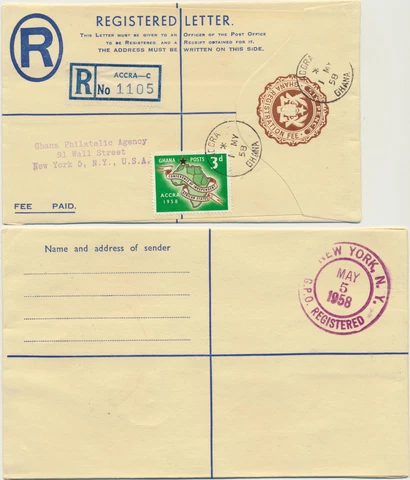 REGISTERED LETTER.
THIS LETTER MUST BE GIVEN TO AN OFFICER OF THE POST OFFICE
TO BE REGISTERED, AND A RECEIPT OBTAINED FOR IT.
THE ADDRESS MUST BE WRITTEN ON THIS SIDE.
R
R
ACCRA—C
No 1105
ACCRA
1 MY
58
GHANA
GHANA
REGISTRATION FEE
Ghana Philatelic Agency
91 Wall Street
New York 5, N.Y., U.S.A.
ACCRA
1 MY
58
GHANA
GHANA POSTS 3d
ACCRA
1958
FEE PAID.
Name and address of sender
NEW YORK, N. Y.
MAY
5
1958
G.P.O. REGISTERED